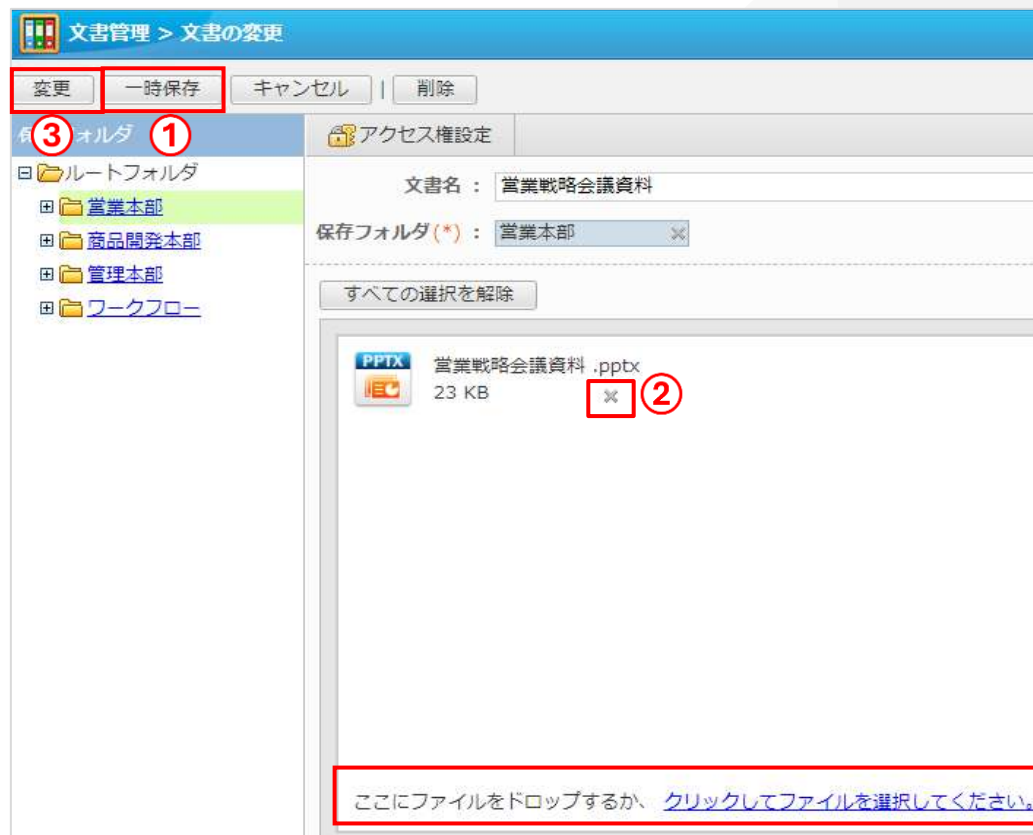 文書管理 > 文書の変更
変更 一時保存 キャンセル | 削除
③ ォルダ ①
アクセス権設定
ルートフォルダ
営業本部
商品開発本部
管理本部
ワークフロー
文書名 : 営業戦略会議資料
保存フォルダ(*) : 営業本部
すべての選択を解除
PPTX
営業戦略会議資料 .pptx
23 KB
②
ここにファイルをドロップするか、 クリックしてファイルを選択してください。